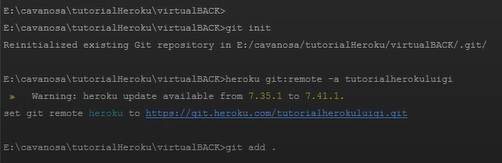 E:\cavanosa\tutorialHeroku\virtualBACK>
E:\cavanosa\tutorialHeroku\virtualBACK>git init
Reinitialized existing Git repository in E:/cavanosa/tutorialHeroku/virtualBACK/.git/
E:\cavanosa\tutorialHeroku\virtualBACK>heroku git:remote -a tutorialherokuluigi
» Warning: heroku update available from 7.35.1 to 7.41.1.
set git remote heroku to https://git.heroku.com/tutorialherokuluigi.git
E:\cavanosa\tutorialHeroku\virtualBACK>git add .